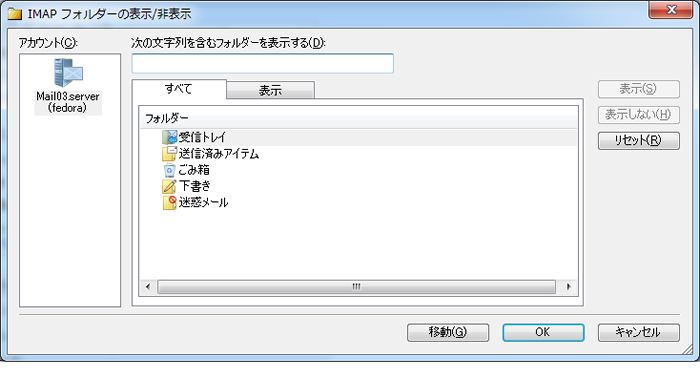 IMAP フォルダーの表示/非表示
アカウント(C):
次の文字列を含むフォルダーを表示する(D):
Mail03.server
(fedora)
すべて
表示
フォルダー
受信トレイ
送信済みアイテム
ごみ箱
下書き
迷惑メール
表示(S)
表示しない(H)
リセット(R)
移動(G)
OK
キャンセル